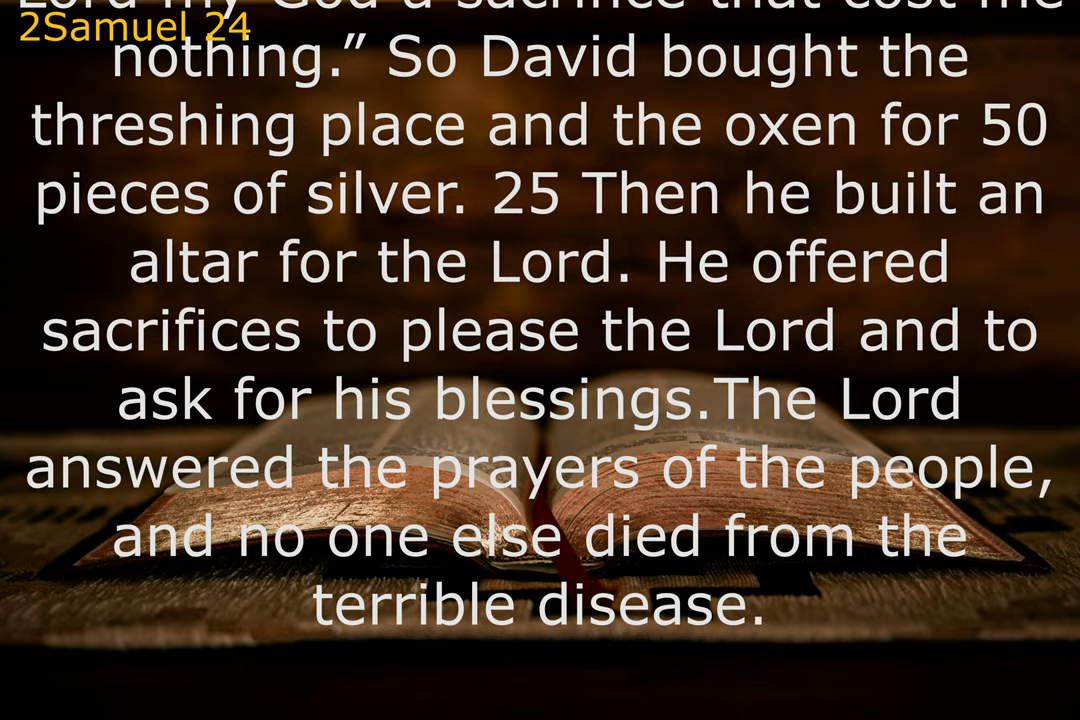 Lord my God a sacrifice that cost me
2Samuel 24
nothing.” So David bought the
threshing place and the oxen for 50
pieces of silver. 25 Then he built an
altar for the Lord. He offered
sacrifices to please the Lord and to
ask for his blessings.The Lord
answered the prayers of the people,
and no one else died from the
terrible disease.